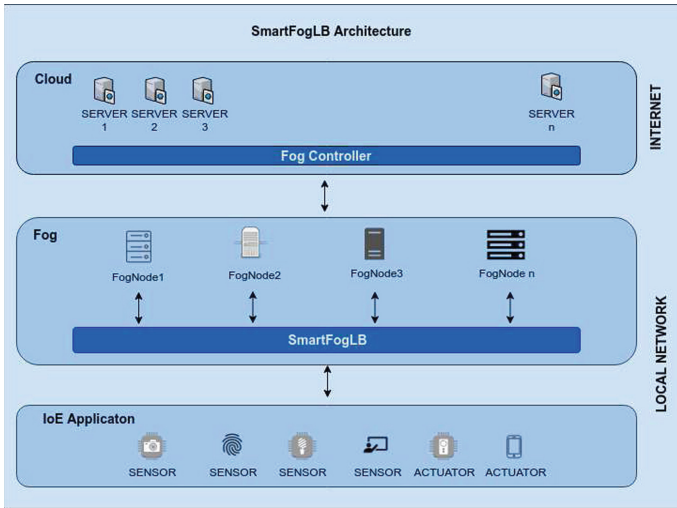 SmartFogLB Architecture
Cloud
SERVER 1
SERVER 2
SERVER 3
SERVER n
Fog Controller
INTERNET
Fog
FogNode1
FogNode2
FogNode3
FogNode n
SmartFogLB
LOCAL NETWORK
IoE Applicaton
SENSOR
SENSOR
SENSOR
SENSOR
ACTUATOR
ACTUATOR